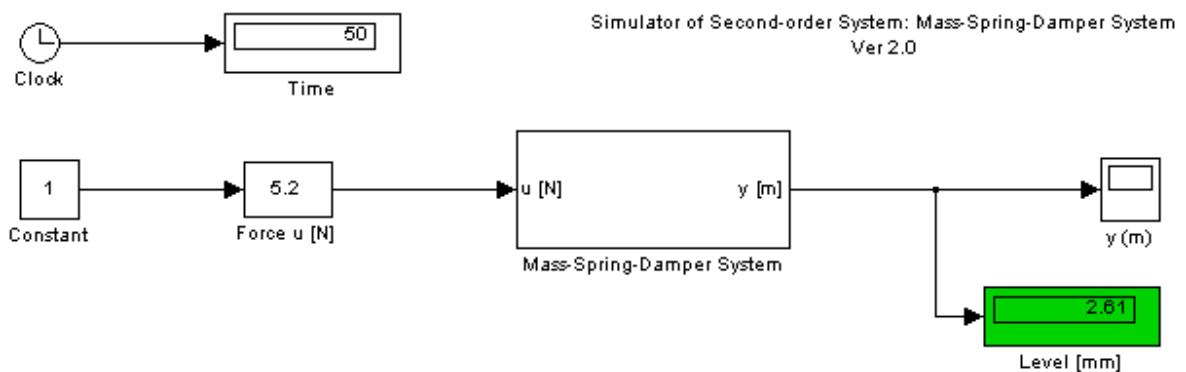 50
Simulator of Second-order System: Mass-Spring-Damper System
Ver 2.0
Clock
Time
1
5.2
u [N]
y [m]
Constant
Force u [N]
Mass-Spring-Damper System
y (m)
2.61
Level [mm]